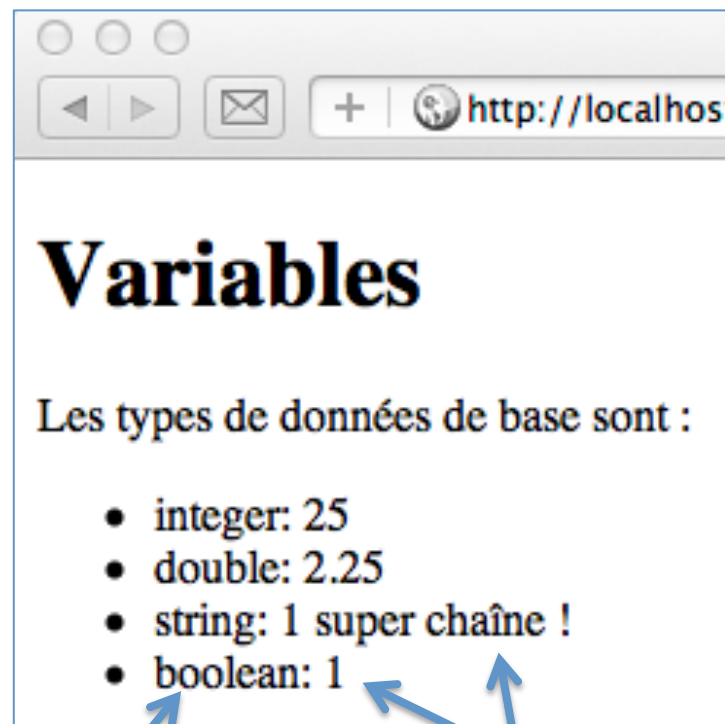 http://localhos
Variables
Les types de données de base sont :
• integer: 25
• double: 2.25
• string: 1 super chaîne !
• boolean: 1